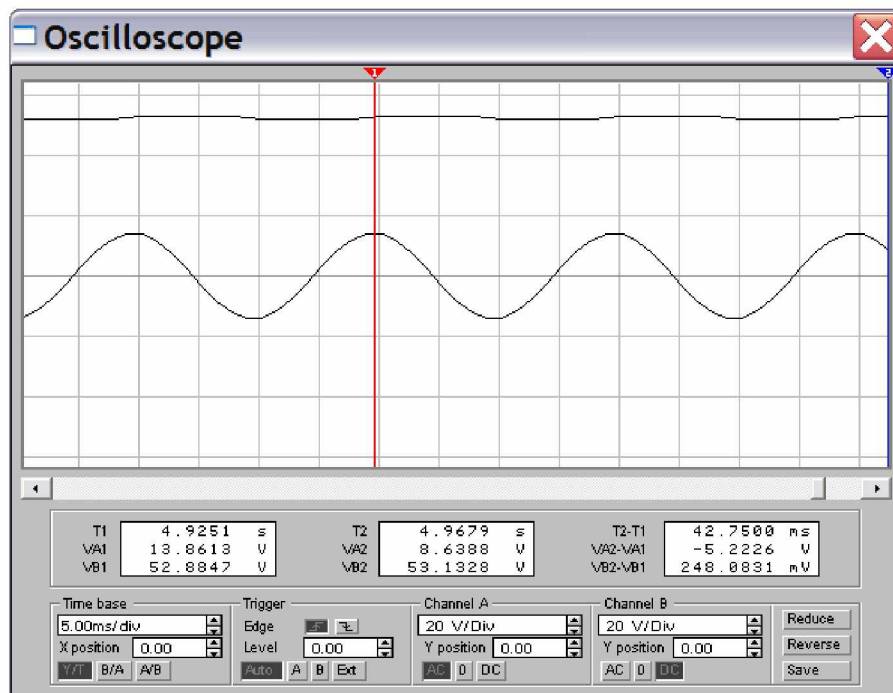 Oscilloscope
1 2
T1 4.9251 s T2 4.9679 s T2-T1 42.7500 ms
VA1 13.8613 V VA2 8.6388 V VA2-VA1 -5.2226 V
VB1 52.8847 V VB2 53.1328 V VB2-VB1 248.0831 mV
Time base Trigger Channel A Channel B
5.00ms/div Edge 20 V/Div 20 V/Div Reduce
X position 0.00 Level 0.00 Y position 0.00 Y position 0.00 Reverse
Y/T B/A A/B Auto A B Ext AC 0 DC AC 0 DC Save